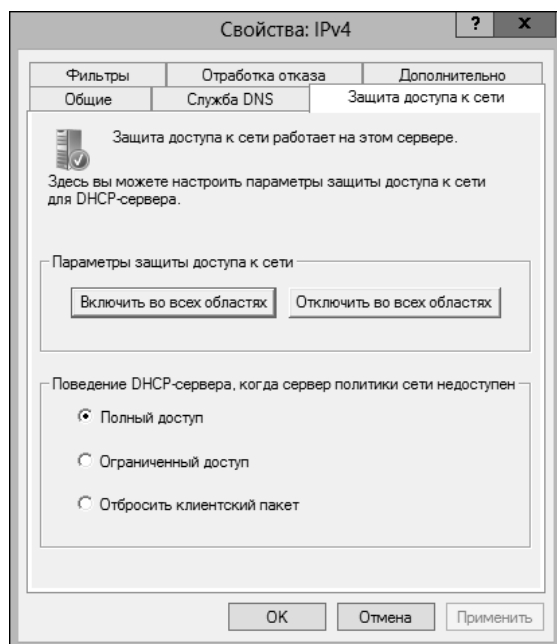 Свойства: IPv4
?
x
Фильтры
Отработка отказа
Дополнительно
Общие
Служба DNS
Защита доступа к сети
Защита доступа к сети работает на этом сервере.
Здесь вы можете настроить параметры защиты доступа к сети
для DHCP-сервера.
Параметры защиты доступа к сети
Включить во всех областях
Отключить во всех областях
Поведение DHCP-сервера, когда сервер политики сети недоступен
Полный доступ
Ограниченный доступ
Отбросить клиентский пакет
OK
Отмена
Применить